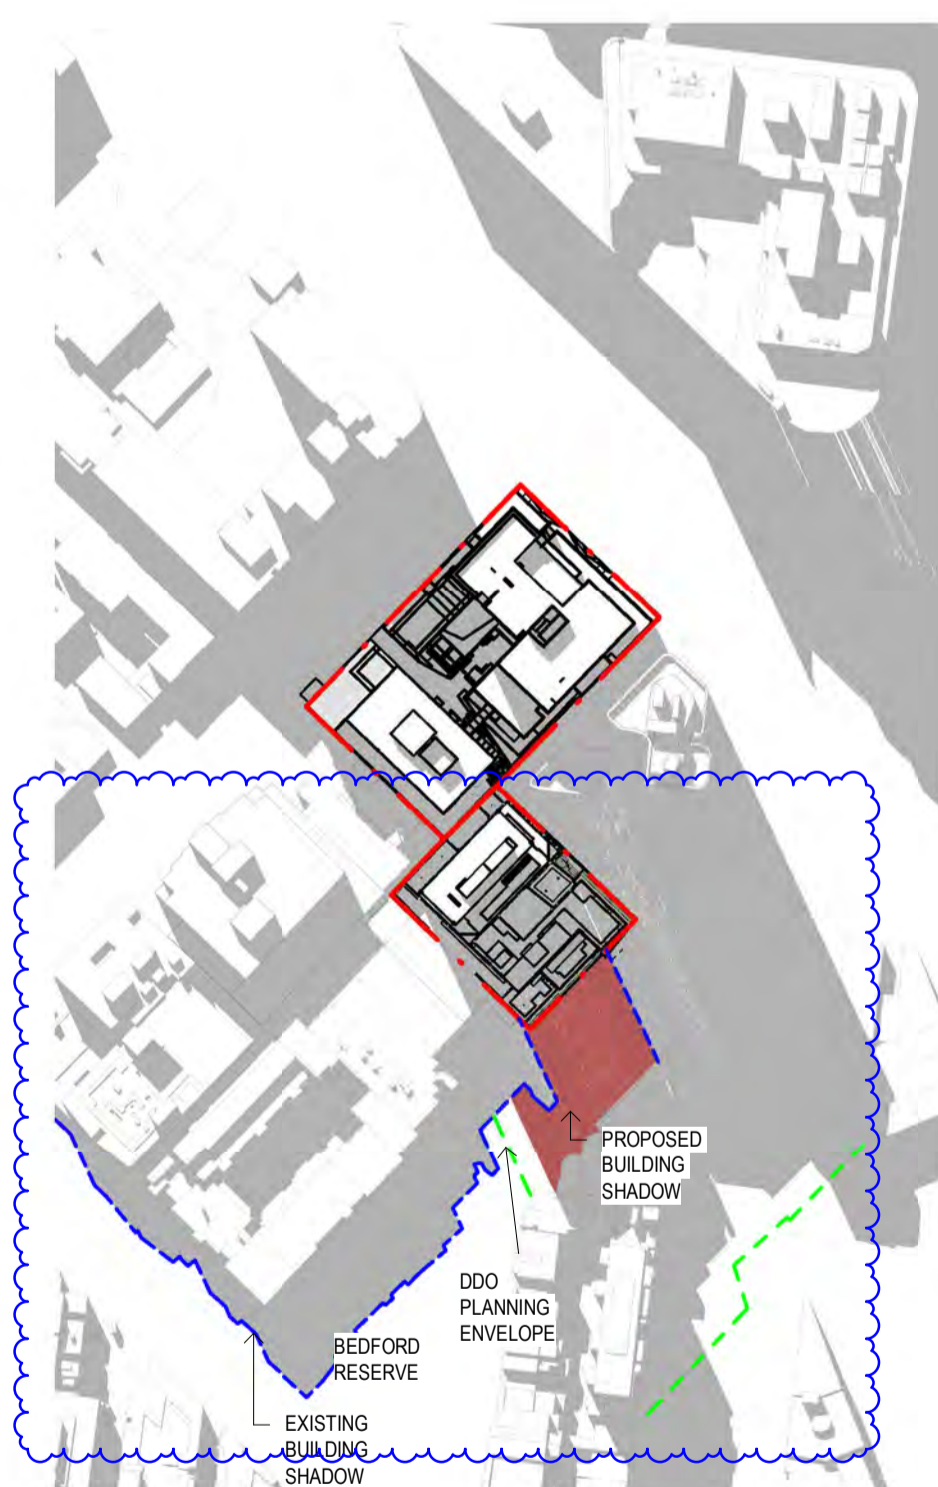 PROPOSED
BUILDING
SHADOW
DDO
PLANNING
ENVELOPE
BEDFORD
RESERVE
EXISTING
BUILDING
SHADOW